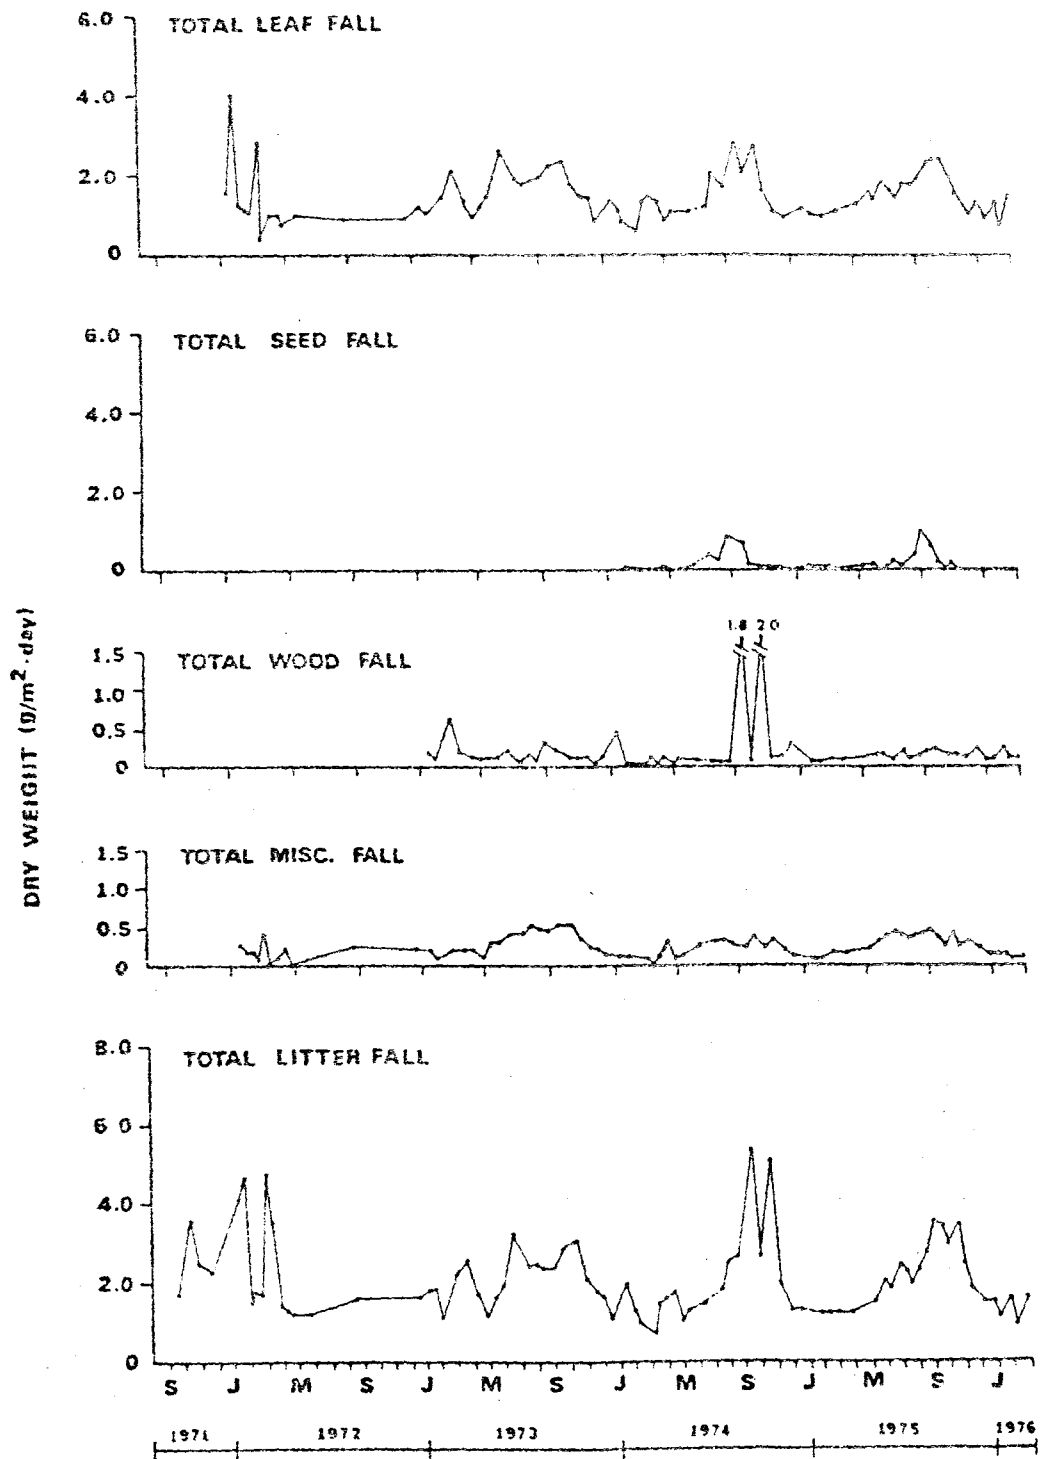 DRY WEIGHT (g/m²·day)
TOTAL LEAF FALL
6.0
4.0
2.0
0
TOTAL SEED FALL
6.0
4.0
2.0
0
TOTAL WOOD FALL
1.8 2.0
1.5
1.0
0.5
0
TOTAL MISC. FALL
1.5
1.0
0.5
0
TOTAL LITTER FALL
8.0
6.0
4.0
2.0
0
S J M S J M S J M S J M S J
1971 1972 1973 1974 1975 1976